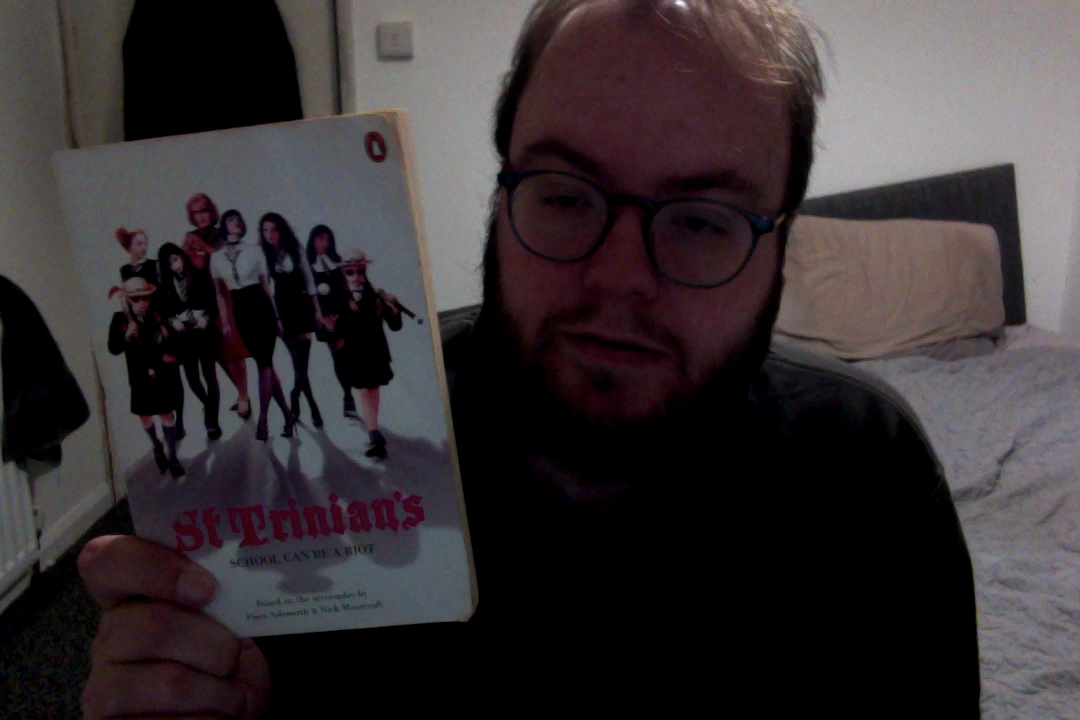 St Trinian's
SCHOOL CAN BE A RIOT
Based on the screenplay by
Piers Ashworth & Nick Moorcroft